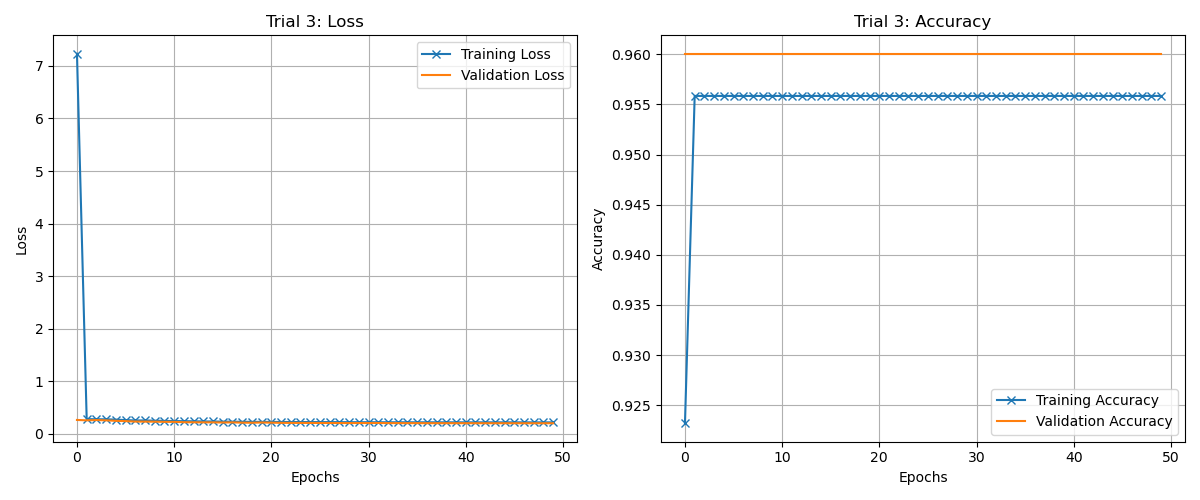 Trial 3: Loss
7
6
5
4
3
2
1
0
Loss
Training Loss
Validation Loss
0 10 20 30 40 50
Epochs
Trial 3: Accuracy
0.960
0.955
0.950
0.945
0.940
0.935
0.930
0.925
Accuracy
Training Accuracy
Validation Accuracy
0 10 20 30 40 50
Epochs